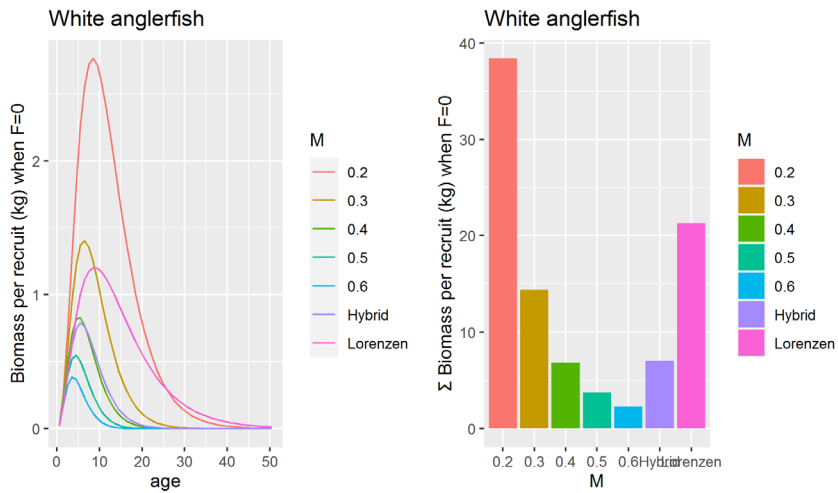 White anglerfish
Biomass per recruit (kg) when F=0
2
1
0
0 10 20 30 40 50
age
M
0.2
0.3
0.4
0.5
0.6
Hybrid
Lorenzen
White anglerfish
Σ Biomass per recruit (kg) when F=0
40
30
20
10
0
0.2 0.3 0.4 0.5 0.6 Hybrid Lorenzen
M
M
0.2
0.3
0.4
0.5
0.6
Hybrid
Lorenzen